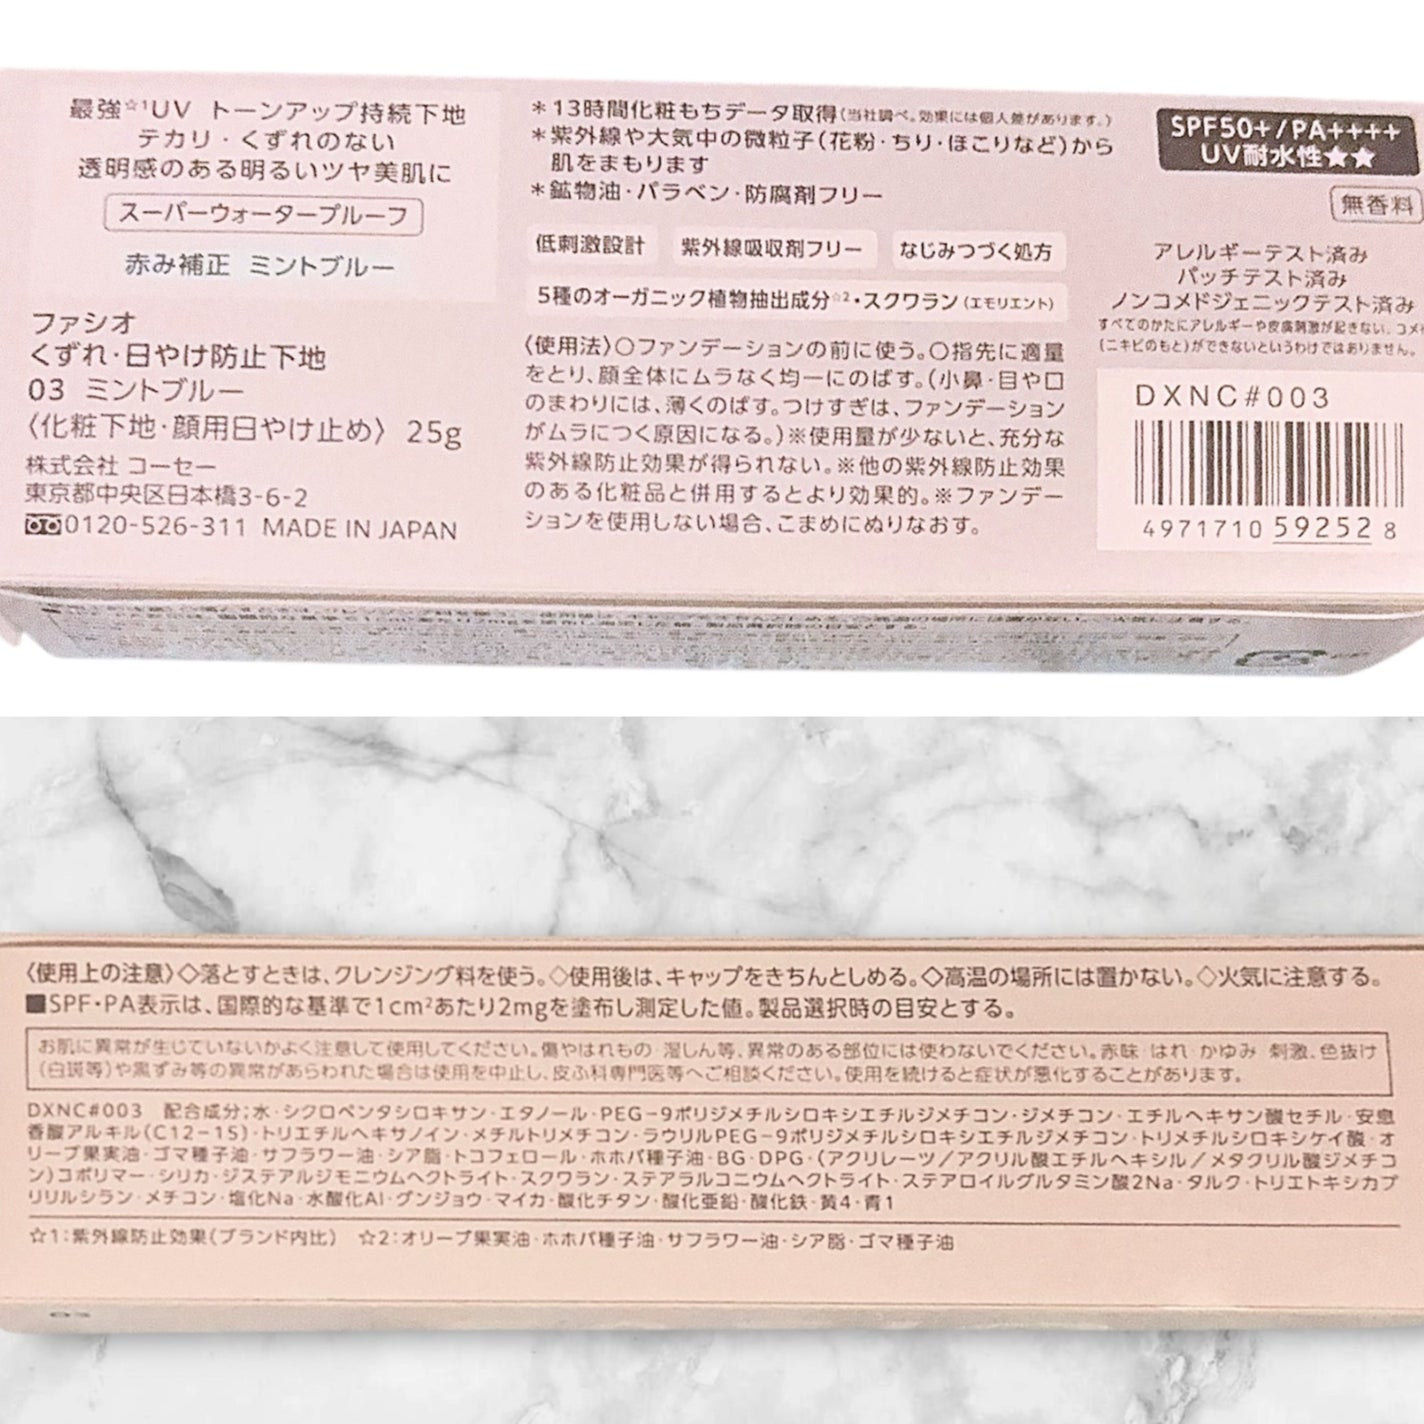 最強☆1UV トーンアップ持続下地
テカリ・くずれのない
透明感のある明るいツヤ美肌に
スーパーウォータープルーフ
赤み補正 ミントブルー
ファシオ
くずれ・日やけ防止下地
03 ミントブルー
〈化粧下地・顔用日やけ止め〉 25g
株式会社 コーセー
東京都中央区日本橋3-6-2
0120-526-311 MADE IN JAPAN
＊13時間化粧もちデータ取得(当社調べ。効果には個人差があります。)
＊紫外線や大気中の微粒子(花粉・ちり・ほこりなど)から
肌をまもります
＊鉱物油・パラベン・防腐剤フリー
低刺激設計 紫外線吸収剤フリー なじみつづく処方
5種のオーガニック植物抽出成分☆2・スクワラン(エモリエント)
〈使用法〉○ファンデーションの前に使う。○指先に適量
をとり、顔全体にムラなく均一にのばす。(小鼻・目や口
のまわりには、薄くのばす。つけすぎは、ファンデーション
がムラにつく原因になる。)※使用量が少ないと、充分な
紫外線防止効果が得られない。※他の紫外線防止効果
のある化粧品と併用するとより効果的。※ファンデー
ションを使用しない場合、こまめにぬりなおす。
SPF50+/PA++++
UV耐水性★★
無香料
アレルギーテスト済み
パッチテスト済み
ノンコメドジェニックテスト済み
すべてのかたにアレルギーや皮膚刺激が起きない、コメ
(ニキビのもと)ができないというわけではありません。
DXNC#003
4971710 592528
〈使用上の注意〉◇落とすときは、クレンジング料を使う。◇使用後は、キャップをきちんとしめる。◇高温の場所には置かない。◇火気に注意する。
■SPF・PA表示は、国際的な基準で1cm²あたり2mgを塗布し測定した値。製品選択時の目安とする。
お肌に異常が生じていないかよく注意して使用してください。傷やはれもの・湿しん等、異常のある部位には使わないでください。赤味・はれ・かゆみ・刺激、色抜け
(白斑等)や黒ずみ等の異常があらわれた場合は使用を中止し、皮ふ科専門医等へご相談ください。使用を続けると症状が悪化することがあります。
DXNC#003 配合成分;水・シクロペンタシロキサン・エタノール・PEG-9ポリジメチルシロキシエチルジメチコン・ジメチコン・エチルヘキサン酸セチル・安息
香酸アルキル(C12-15)・トリエチルヘキサノイン・メチルトリメチコン・ラウリルPEG-9ポリジメチルシロキシエチルジメチコン・トリメチルシロキシケイ酸・オ
リーブ果実油・ゴマ種子油・サフラワー油・シア脂・トコフェロール・ホホバ種子油・BG・DPG・(アクリレーツ/アクリル酸エチルヘキシル/メタクリル酸ジメチコ
ン)コポリマー・シリカ・ジステアルジモニウムヘクトライト・スクワラン・ステアラルコニウムヘクトライト・ステアロイルグルタミン酸2Na・タルク・トリエトキシカプ
リリルシラン・メチコン・塩化Na・水酸化Al・グンジョウ・マイカ・酸化チタン・酸化亜鉛・酸化鉄・黄4・青1
☆1:紫外線防止効果(ブランド内比) ☆2:オリーブ果実油・ホホバ種子油・サフラワー油・シア脂・ゴマ種子油